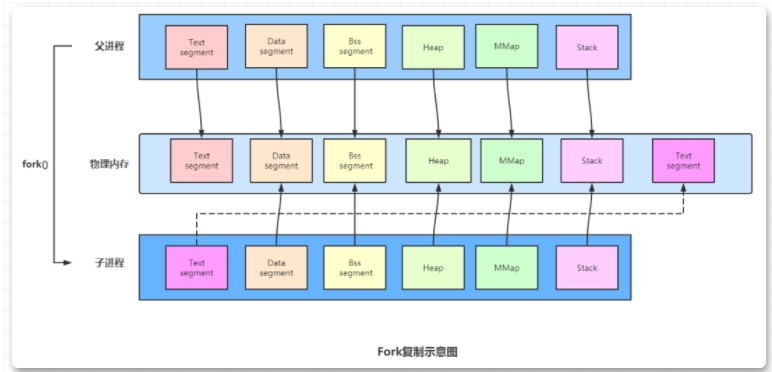 父进程
Text
segment
Data
segment
Bss
segment
Heap
MMap
Stack
fork()
物理内存
Text
segment
Data
segment
Bss
segment
Heap
MMap
Stack
Text
segment
子进程
Text
segment
Data
segment
Bss
segment
Heap
MMap
Stack
Fork复制示意图